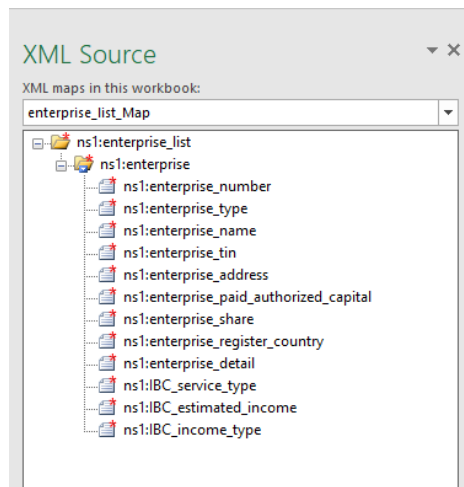 XML Source
XML maps in this workbook:
enterprise_list_Map
ns1:enterprise_list
ns1:enterprise
ns1:enterprise_number
ns1:enterprise_type
ns1:enterprise_name
ns1:enterprise_tin
ns1:enterprise_address
ns1:enterprise_paid_authorized_capital
ns1:enterprise_share
ns1:enterprise_register_country
ns1:enterprise_detail
ns1:IBC_service_type
ns1:IBC_estimated_income
ns1:IBC_income_type